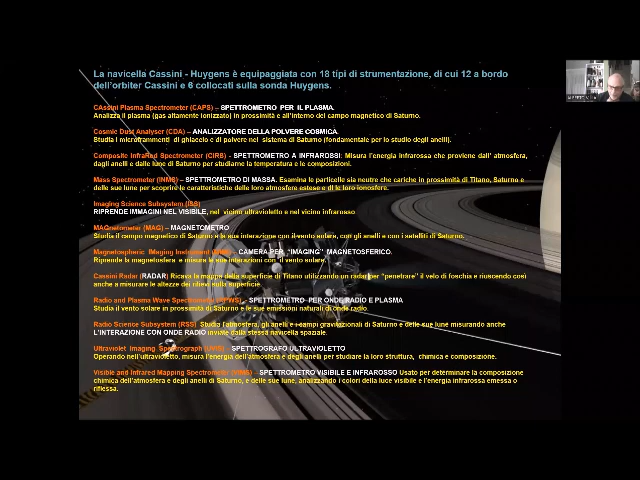 La navicella Cassini - Huygens è equipaggiata con 18 tipi di strumentazione, di cui 12 a bordo
dell'orbiter Cassini e 6 collocati sulla sonda Huygens.
CAssini Plasma Spectrometer (CAPS) – SPETTROMETRO PER IL PLASMA.
Analizza il plasma (gas altamente ionizzato) in prossimità e all'interno del campo magnetico di Saturno.
Cosmic Dust Analyser (CDA) – ANALIZZATORE DELLA POLVERE COSMICA.
Studia i microframmenti di ghiaccio e di polvere nel sistema di Saturno (fondamentale per lo studio degli anelli).
Composite InfraRed Spectrometer (CIRS) - SPETTROMETRO A INFRAROSSI: Misura l'energia infrarossa che proviene dall' atmosfera,
dagli anelli e dalle lune di Saturno per studiarne la temperatura e le composizioni.
Mass Spectrometer (INMS) – SPETTROMETRO DI MASSA. Esamina le particelle sia neutre che cariche in prossimità di Titano, Saturno e
delle sue lune per scoprire le caratteristiche delle loro atmosfere estese e di le loro ionosfere.
Imaging Science Subsystem (ISS)
RIPRENDE IMMAGINI NEL VISIBILE, nel vicino ultravioletto e nel vicino infrarosso
MAGnetometer (MAG) – MAGNETOMETRO
Studia il campo magnetico di Saturno e la sua interazione con il vento solare, con gli anelli e con i satelliti di Saturno.
Magnetospheric Imaging Instrument – CAMERA PER "IMAGING" MAGNETOSFERICO.
Riprende la magnetosfera e misura le sue interazioni con il vento solare.
Cassini Radar (RADAR) Ricava la mappa della superficie di Titano utilizzando un radar per "penetrare" il velo di foschia e riuscendo così
anche a misurare le altezze dei rilievi sulla superficie
Radio and Plasma Wave Spectrometer (RPWS) – SPETTROMETRO PER ONDE RADIO E PLASMA
Studia il vento solare in prossimità di Saturno e le sue emissioni naturali di onde radio
Radio Science Subsystem (RSS) Studia l'atmosfera, gli anelli e i campi gravitazionali di Saturno e delle sue lune misurando anche
L'INTERAZIONE CON ONDE RADIO inviate dalla stessa navicella spaziale.
Ultraviolet Imaging Spectrograph (UVIS) – SPETTROGRAFO ULTRAVIOLETTO
Operando nell'ultravioletto, misura l'energia dell'atmosfera e degli anelli per studiare la loro struttura, chimica e composizione.
Visible and Infrared Mapping Spectrometer (VIMS) – SPETTROMETRO VISIBILE E INFRAROSSO Usato per determinare la composizione
chimica dell'atmosfera e degli anelli di Saturno, e delle sue lune, analizzando i colori della luce visibile e l'energia infrarossa emessa o
riflessa.